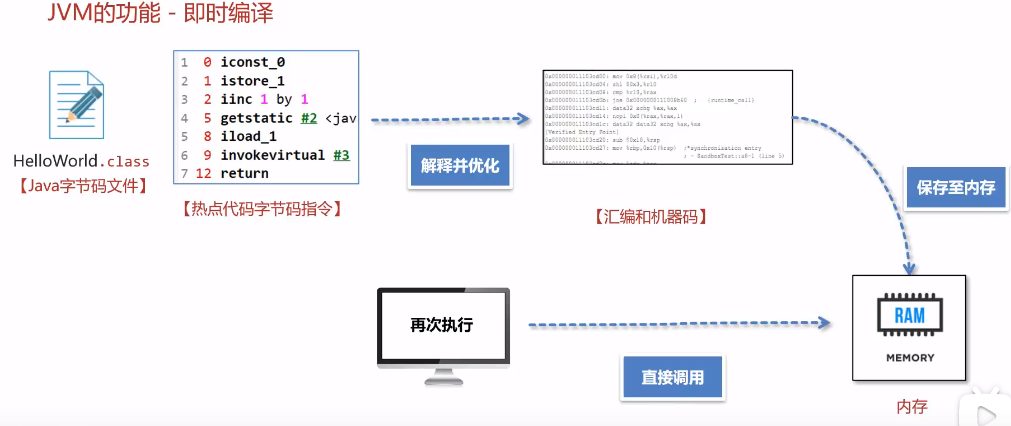 JVM的功能 - 即时编译
1 0 iconst_0
2 1 istore_1
3 2 iinc 1 by 1
4 5 getstatic #2 <jav
5 8 iload_1
6 9 invokevirtual #3
7 12 return
HelloWorld.class
【Java字节码文件】
【热点代码字节码指令】
解释并优化
[Verified Entry Point]
【汇编和机器码】
保存至内存
再次执行
直接调用
RAM
MEMORY
内存